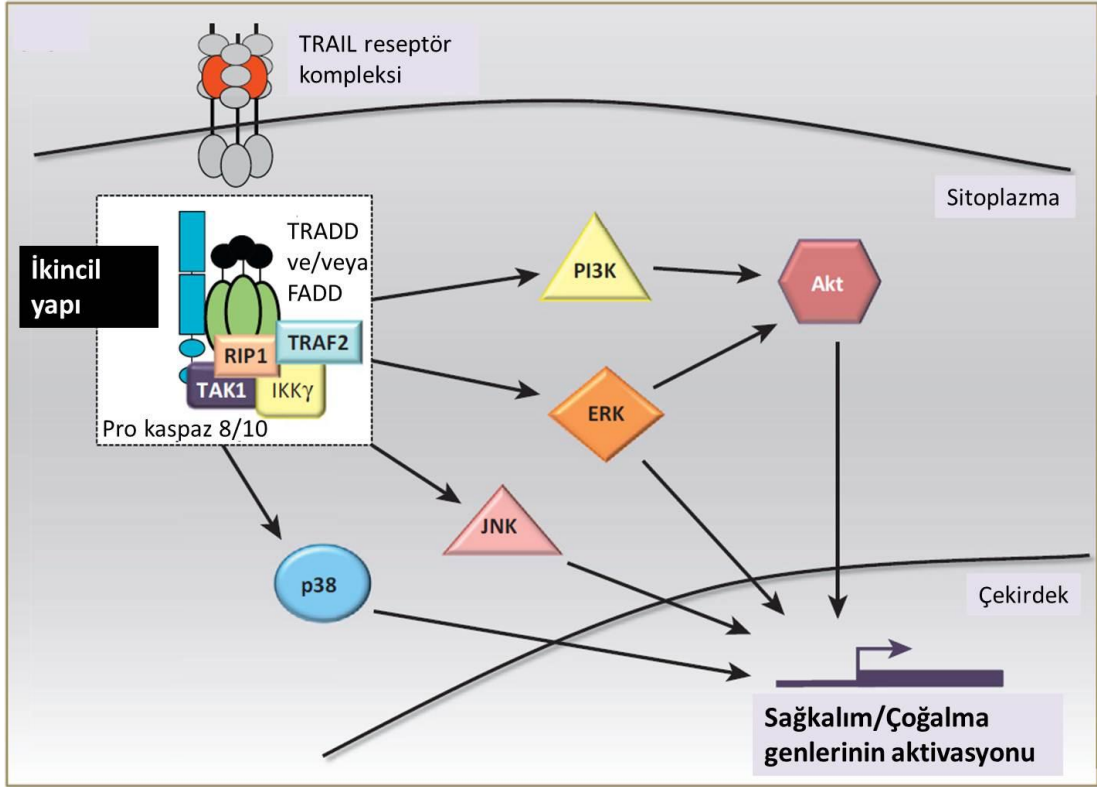 TRAIL reseptör
kompleksi
Sitoplazma
İkincil
yapı
TRADD
ve/veya
FADD
RIP1
TRAF2
TAK1
IKKγ
Pro kaspaz 8/10
PI3K
Akt
ERK
JNK
p38
Çekirdek
Sağkalım/Çoğalma
genlerinin aktivasyonu